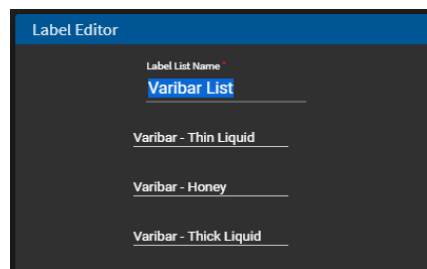 Label Editor
Label List Name *
Varibar List
Varibar - Thin Liquid
Varibar - Honey
Varibar - Thick Liquid